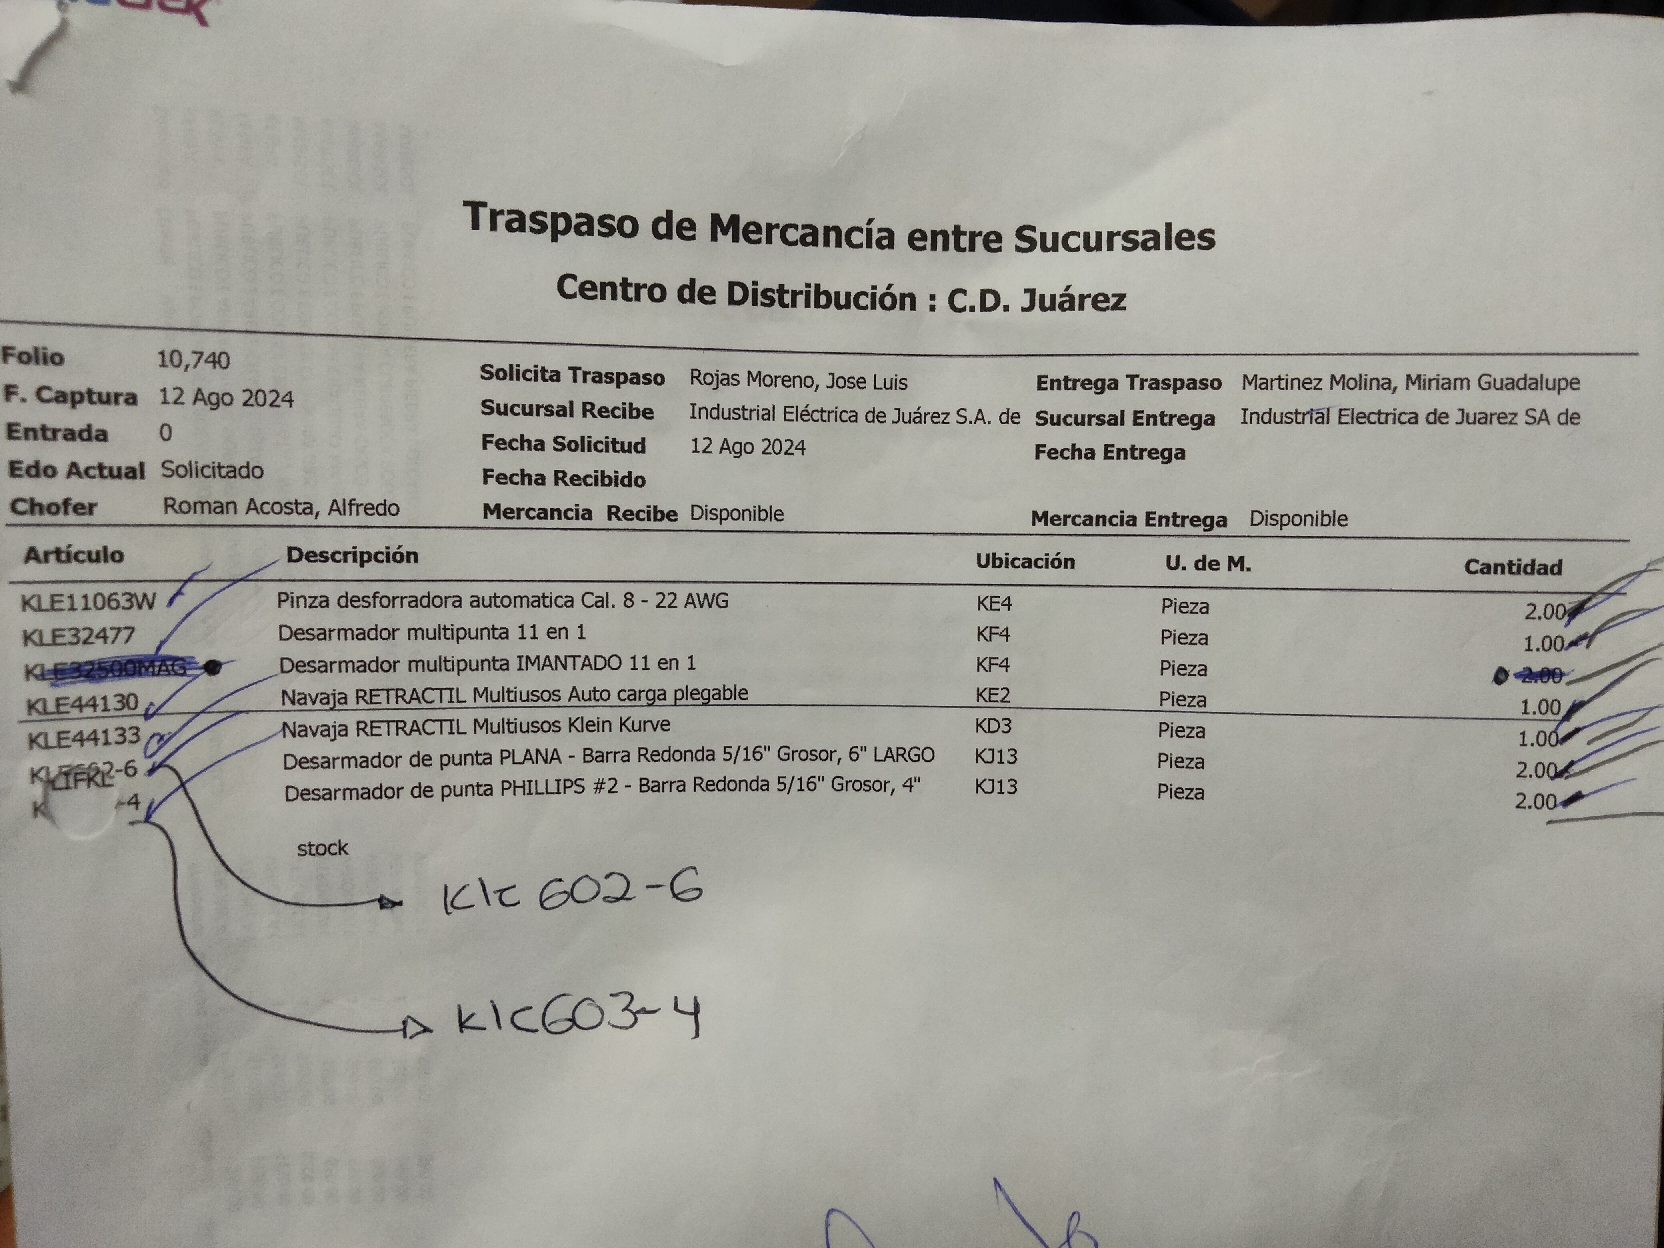 Traspaso de Mercancía entre Sucursales
Centro de Distribución : C.D. Juárez
Folio 10,740
F. Captura 12 Ago 2024
Entrada 0
Edo Actual Solicitado
Chofer Roman Acosta, Alfredo
Solicita Traspaso Rojas Moreno, Jose Luis
Sucursal Recibe Industrial Eléctrica de Juárez S.A. de
Fecha Solicitud 12 Ago 2024
Fecha Recibido
Mercancia Recibe Disponible
Entrega Traspaso Martinez Molina, Miriam Guadalupe
Sucursal Entrega Industrial Electrica de Juarez SA de
Fecha Entrega
Mercancia Entrega Disponible
Artículo Descripción Ubicación U. de M. Cantidad
KLE11063W Pinza desforradora automatica Cal. 8 - 22 AWG KE4 Pieza 2.00
KLE32477 Desarmador multipunta 11 en 1 KF4 Pieza 1.00
KLE32500MAG Desarmador multipunta IMANTADO 11 en 1 KF4 Pieza 2.00
KLE44130 Navaja RETRACTIL Multiusos Auto carga plegable KE2 Pieza 1.00
KLE44133 Navaja RETRACTIL Multiusos Klein Kurve KD3 Pieza 1.00
Desarmador de punta PLANA - Barra Redonda 5/16" Grosor, 6" LARGO KJ13 Pieza 2.00
-4 Desarmador de punta PHILLIPS #2 - Barra Redonda 5/16" Grosor, 4" KJ13 Pieza 2.00
stock
Kle 602-6
Kle603-4